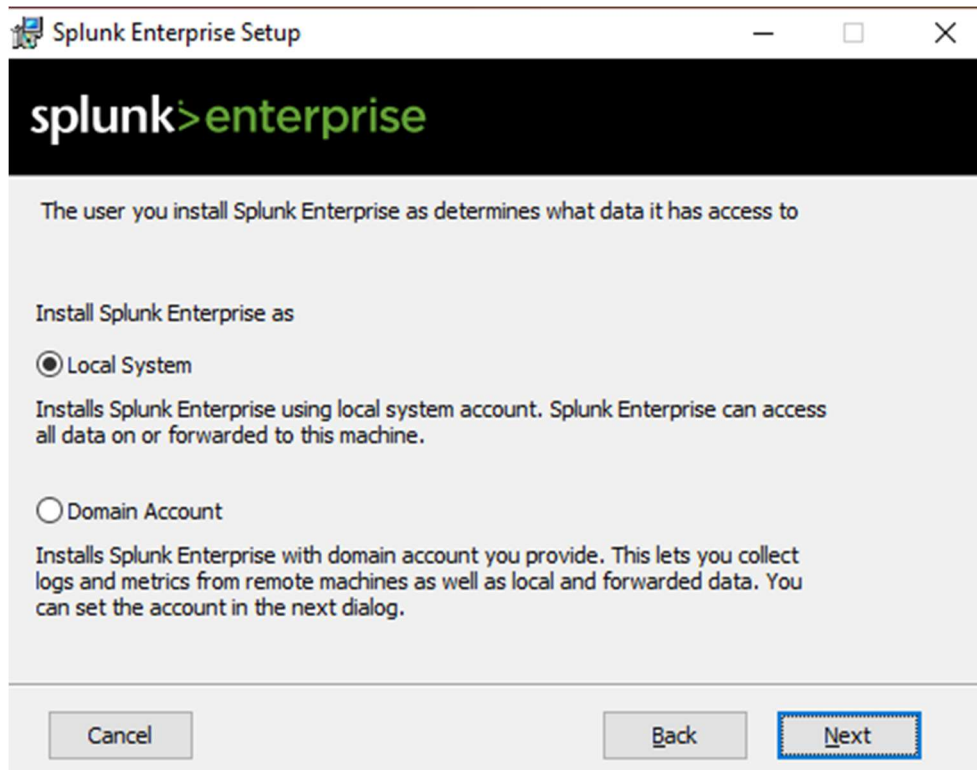 Splunk Enterprise Setup
splunk>enterprise
The user you install Splunk Enterprise as determines what data it has access to
Install Splunk Enterprise as
Local System
Installs Splunk Enterprise using local system account. Splunk Enterprise can access
all data on or forwarded to this machine.
Domain Account
Installs Splunk Enterprise with domain account you provide. This lets you collect
logs and metrics from remote machines as well as local and forwarded data. You
can set the account in the next dialog.
Cancel
Back
Next